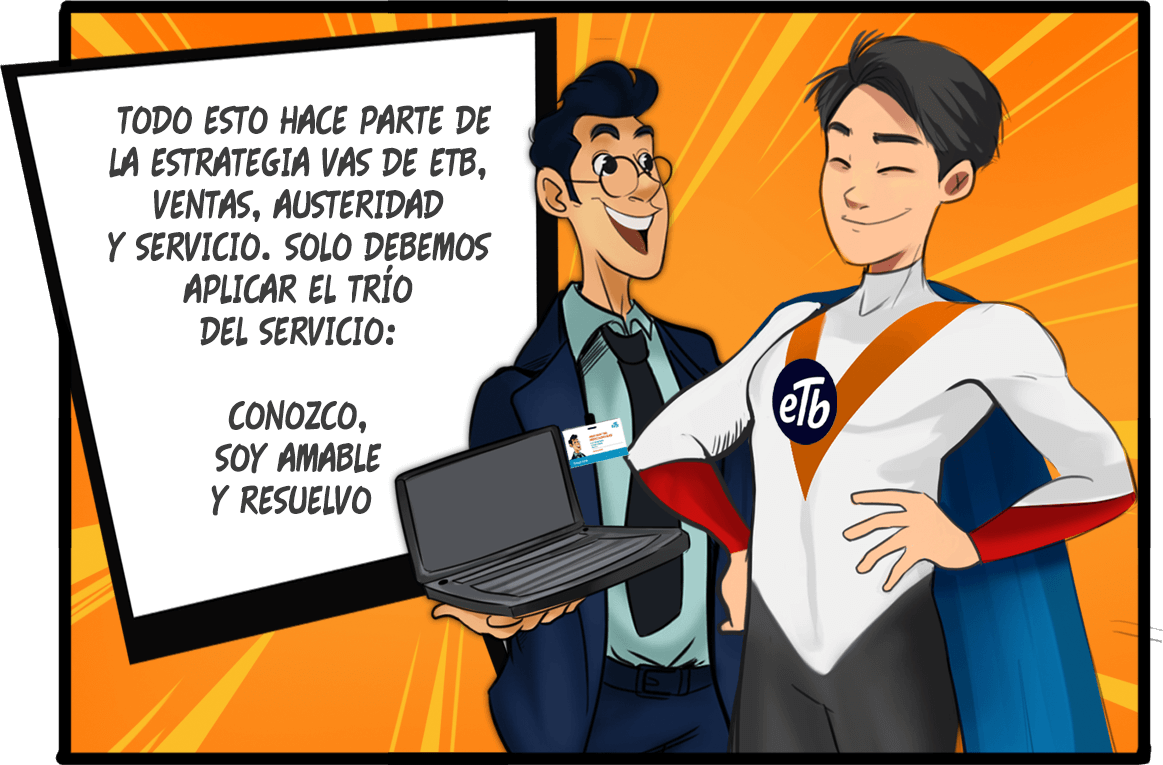 TODO ESTO HACE PARTE DE
LA ESTRATEGIA VAS DE ETB,
VENTAS, AUSTERIDAD
Y SERVICIO. SOLO DEBEMOS
APLICAR EL TRÍO
DEL SERVICIO:
CONOZCO,
SOY AMABLE
Y RESUELVO
eTb